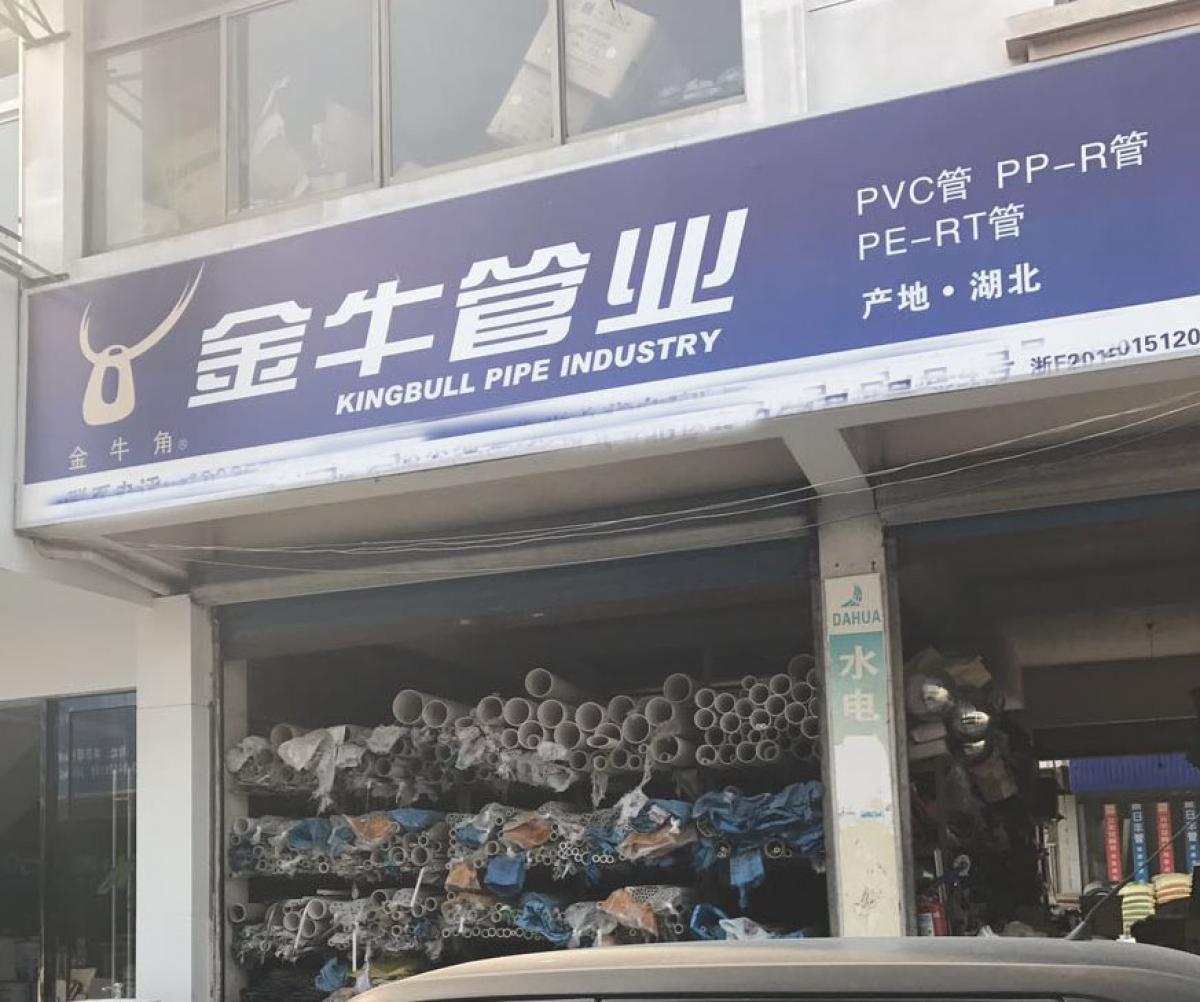 金牛管业
KINGBULL PIPE INDUSTRY
金牛角®
PVC管 PP-R管
PE-RT管
产地·湖北
DAHUA
水电